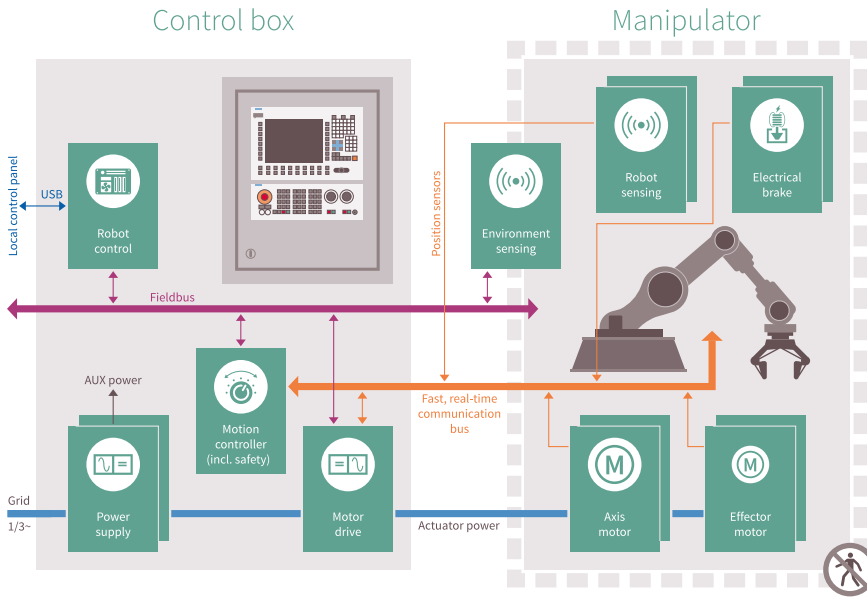 Control box
Manipulator
Local control panel
USB
Robot
control
Fieldbus
Position sensors
Environment
sensing
Robot
sensing
Electrical
brake
AUX power
Motion
controller
(incl. safety)
Fast, real-time
communication
bus
Grid
1/3~
Power
supply
Motor
drive
Actuator power
M
Axis
motor
M
Effector
motor